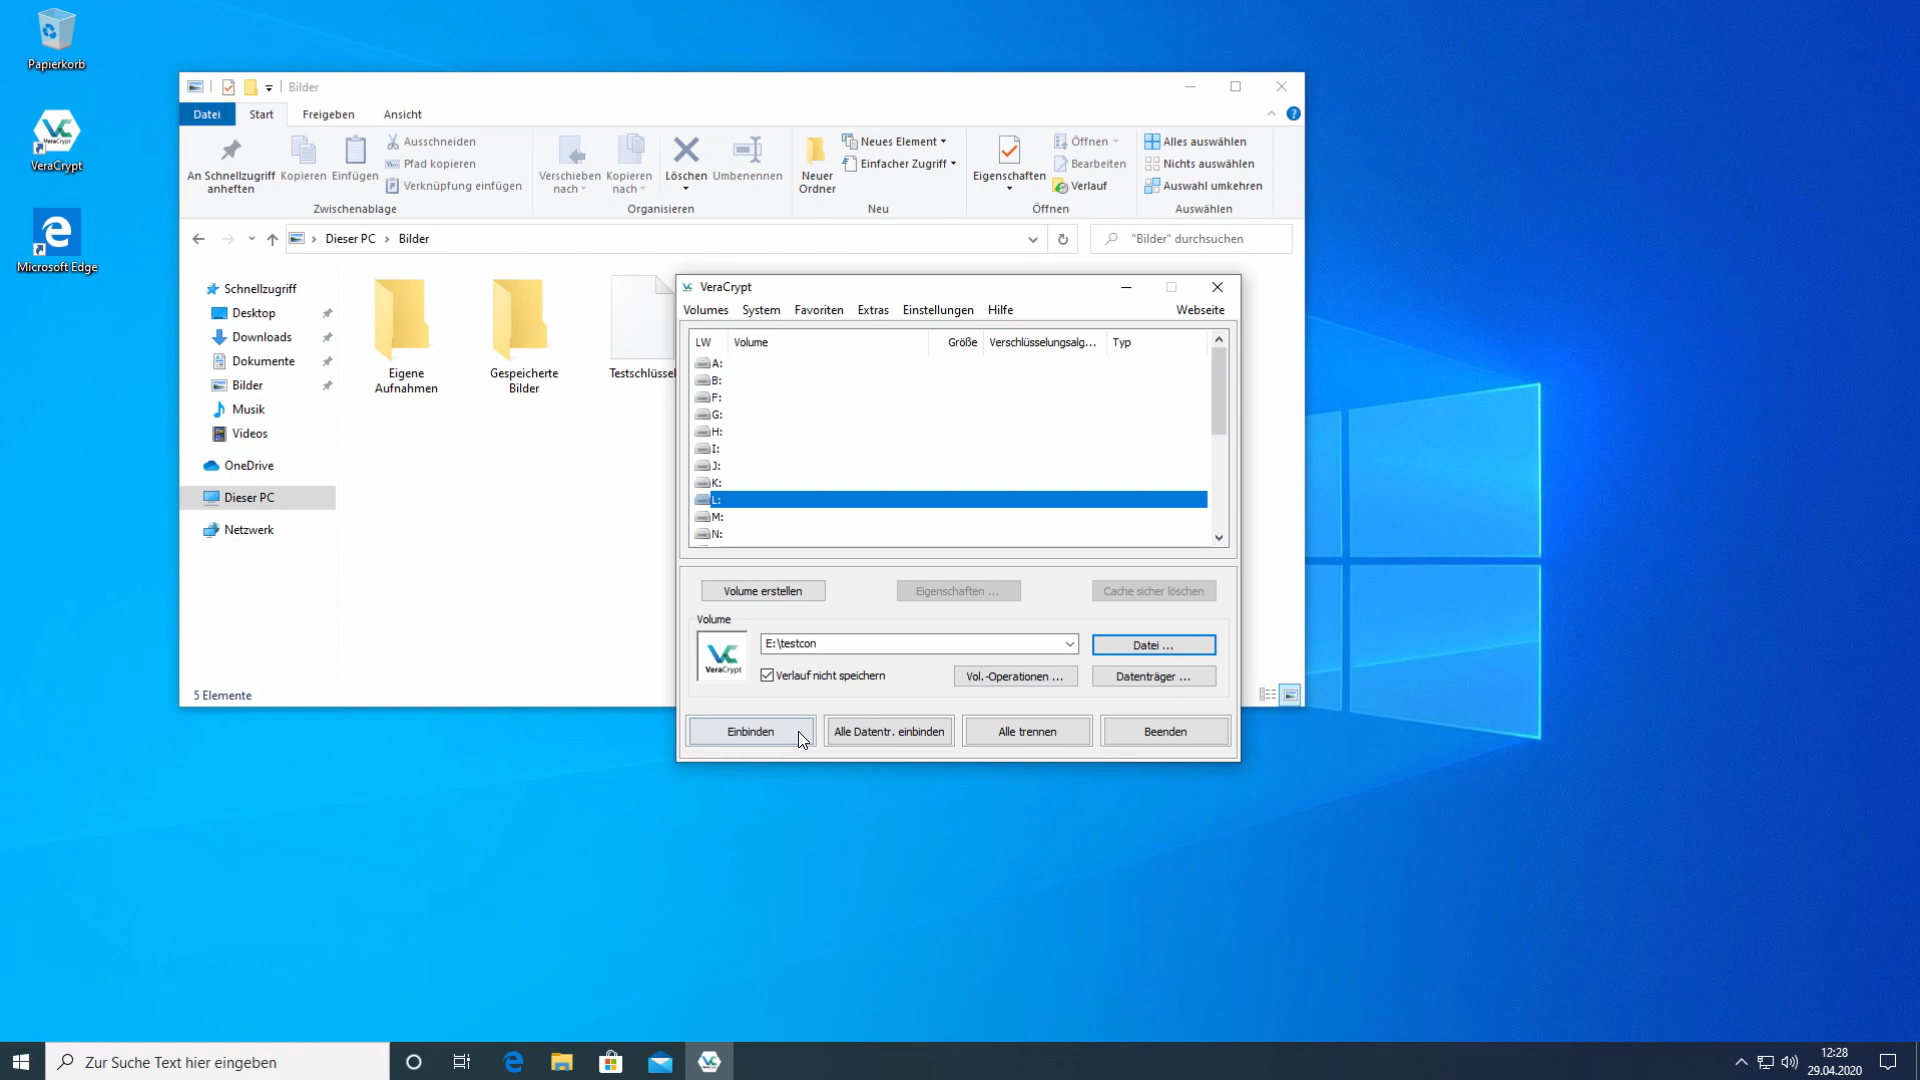 Papierkorb
VeraCrypt
VeraCrypt
Microsoft Edge
Bilder
Datei Start Freigeben Ansicht
An Schnellzugriff
anheften
Kopieren
Einfügen
Ausschneiden
Pfad kopieren
Verknüpfung einfügen
Zwischenablage
Verschieben
nach
Kopieren
nach
Löschen
Umbenennen
Organisieren
Neuer
Ordner
Neues Element
Einfacher Zugriff
Neu
Eigenschaften
Öffnen
Bearbeiten
Verlauf
Öffnen
Alles auswählen
Nichts auswählen
Auswahl umkehren
Auswählen
Dieser PC › Bilder
"Bilder" durchsuchen
Schnellzugriff
Desktop
Downloads
Dokumente
Bilder
Musik
Videos
OneDrive
Dieser PC
Netzwerk
Eigene
Aufnahmen
Gespeicherte
Bilder
Testschlüssel
5 Elemente
VeraCrypt
Volumes System Favoriten Extras Einstellungen Hilfe Webseite
LW Volume Größe Verschlüsselungsalg... Typ
A:
B:
F:
G:
H:
I:
J:
K:
L:
M:
N:
Volume erstellen Eigenschaften ... Cache sicher löschen
Volume
VeraCrypt
E:\testcon
Datei ...
Verlauf nicht speichern
Vol.-Operationen ...
Datenträger ...
Einbinden Alle Datentr. einbinden Alle trennen Beenden
Zur Suche Text hier eingeben
12:28
29.04.2020